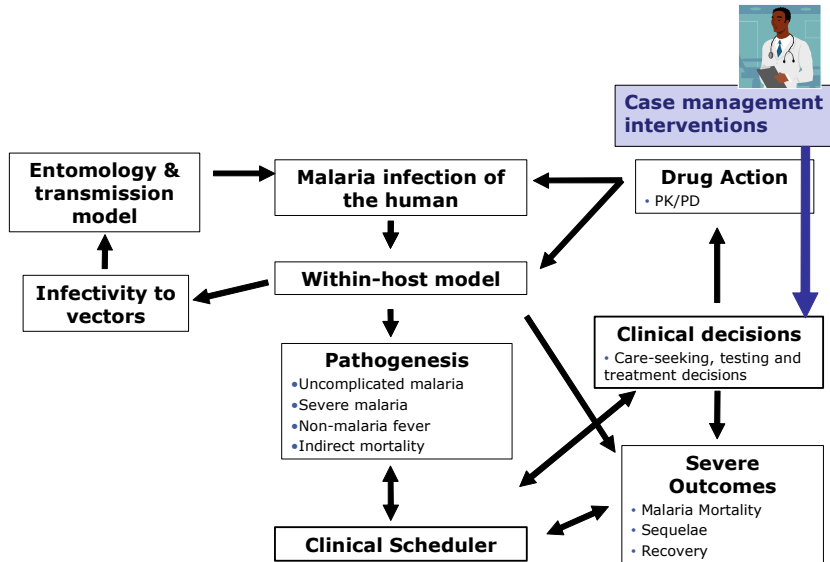 Case management
interventions
Entomology &
transmission
model
Malaria infection of
the human
Drug Action
• PK/PD
Within-host model
Infectivity to
vectors
Clinical decisions
• Care-seeking, testing and
treatment decisions
Pathogenesis
•Uncomplicated malaria
•Severe malaria
•Non-malaria fever
•Indirect mortality
Severe
Outcomes
• Malaria Mortality
• Sequelae
• Recovery
Clinical Scheduler